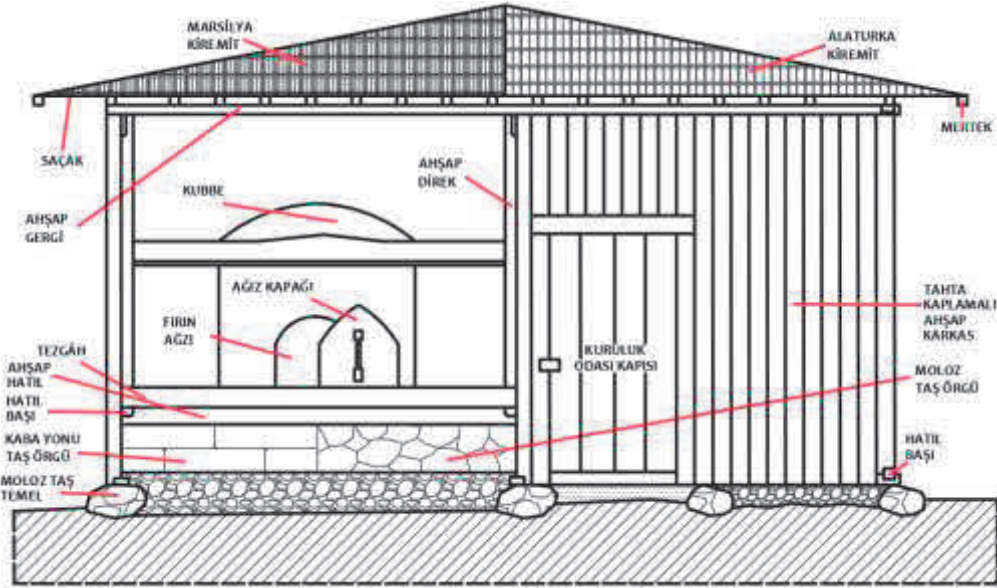 MARSİLYA
KİREMİT
ALATURKA
KİREMİT
SAÇAK
MERTEK
AHŞAP
DİREK
KUBBE
AHŞAP
GERGİ
AĞIZ KAPAĞI
FIRIN
AĞZI
TAHTA
KAPLAMALI
AHŞAP
KARKAS
TEZGÂH
KURULUK
ODASI KAPISI
AHŞAP
HATIL
MOLOZ
TAŞ ÖRGÜ
HATIL
BAŞI
KABA YONU
TAŞ ÖRGÜ
HATIL
BAŞI
MOLOZ TAŞ
TEMEL